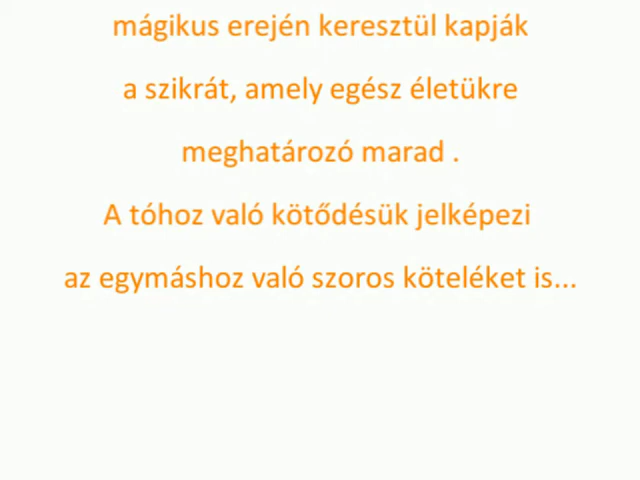 mágikus erején keresztül kapják
a szikrát, amely egész életükre
meghatározó marad .
A tóhoz való kötődésük jelképezi
az egymáshoz való szoros köteléket is...